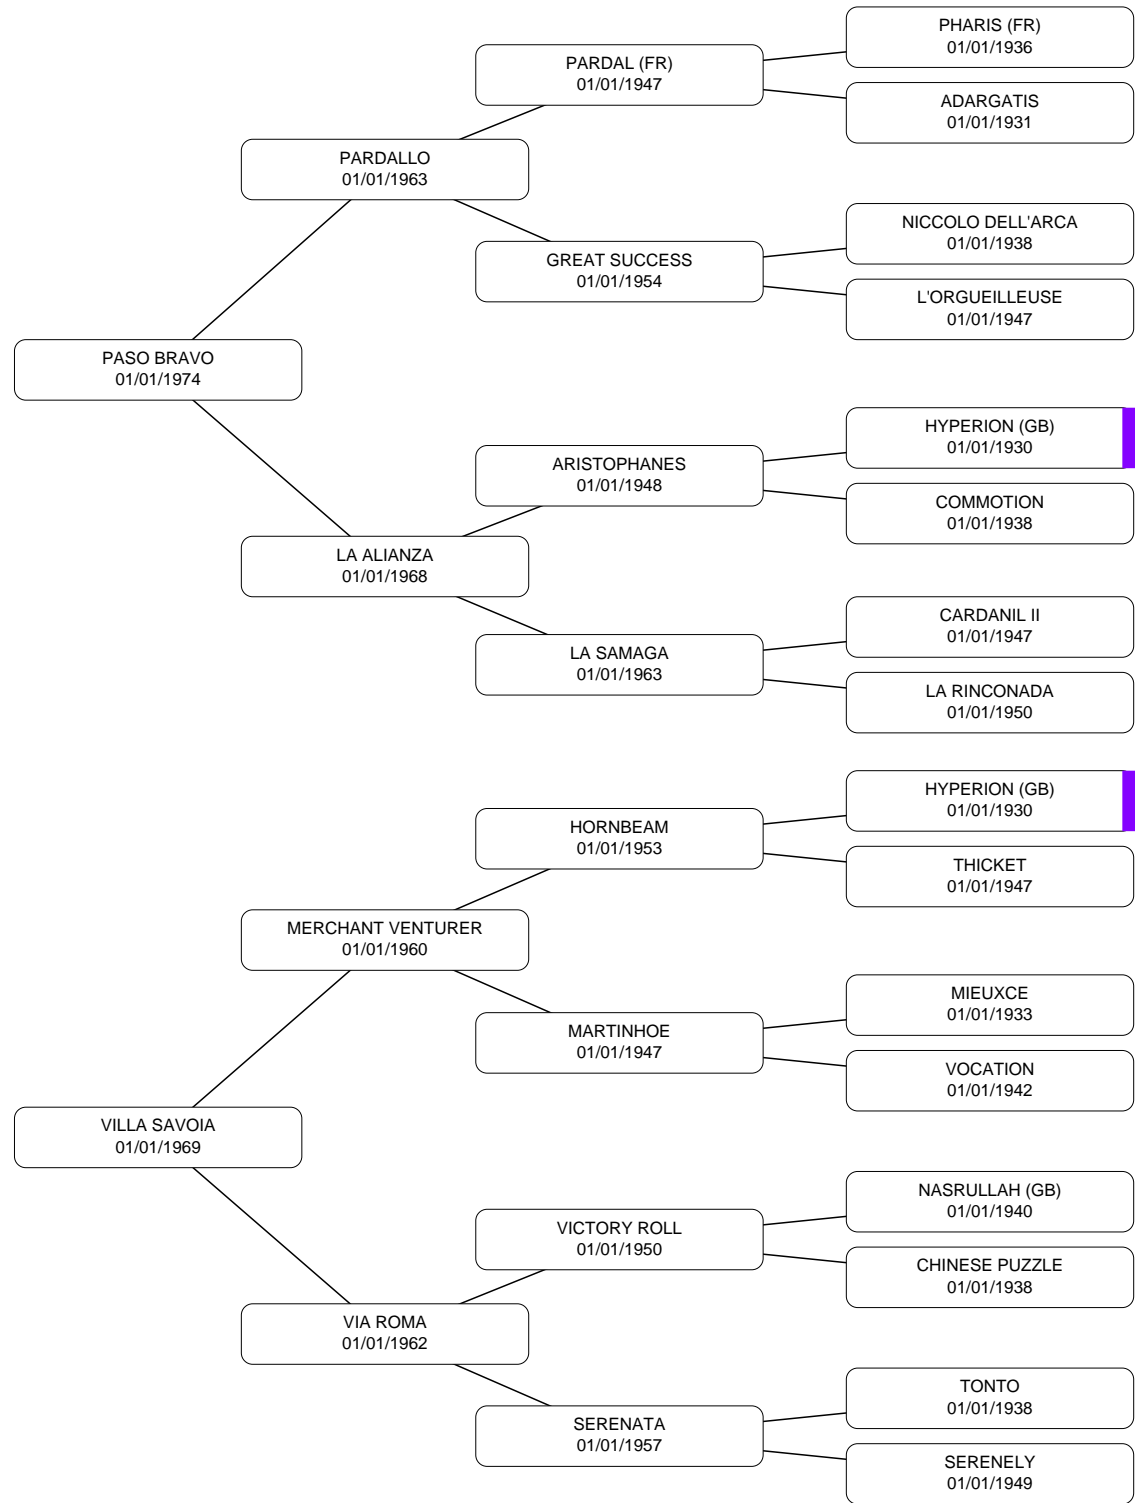 PHARIS (FR)
01/01/1936
PARDAL (FR)
01/01/1947
ADARGATIS
01/01/1931
PARDALLO
01/01/1963
NICCOLO DELL'ARCA
01/01/1938
GREAT SUCCESS
01/01/1954
L'ORGUEILLEUSE
01/01/1947
PASO BRAVO
01/01/1974
HYPERION (GB)
01/01/1930
ARISTOPHANES
01/01/1948
COMMOTION
01/01/1938
LA ALIANZA
01/01/1968
CARDANIL II
01/01/1947
LA SAMAGA
01/01/1963
LA RINCONADA
01/01/1950
HYPERION (GB)
01/01/1930
HORNBEAM
01/01/1953
THICKET
01/01/1947
MERCHANT VENTURER
01/01/1960
MIEUXCE
01/01/1933
MARTINHOE
01/01/1947
VOCATION
01/01/1942
VILLA SAVOIA
01/01/1969
NASRULLAH (GB)
01/01/1940
VICTORY ROLL
01/01/1950
CHINESE PUZZLE
01/01/1938
VIA ROMA
01/01/1962
TONTO
01/01/1938
SERENATA
01/01/1957
SERENELY
01/01/1949